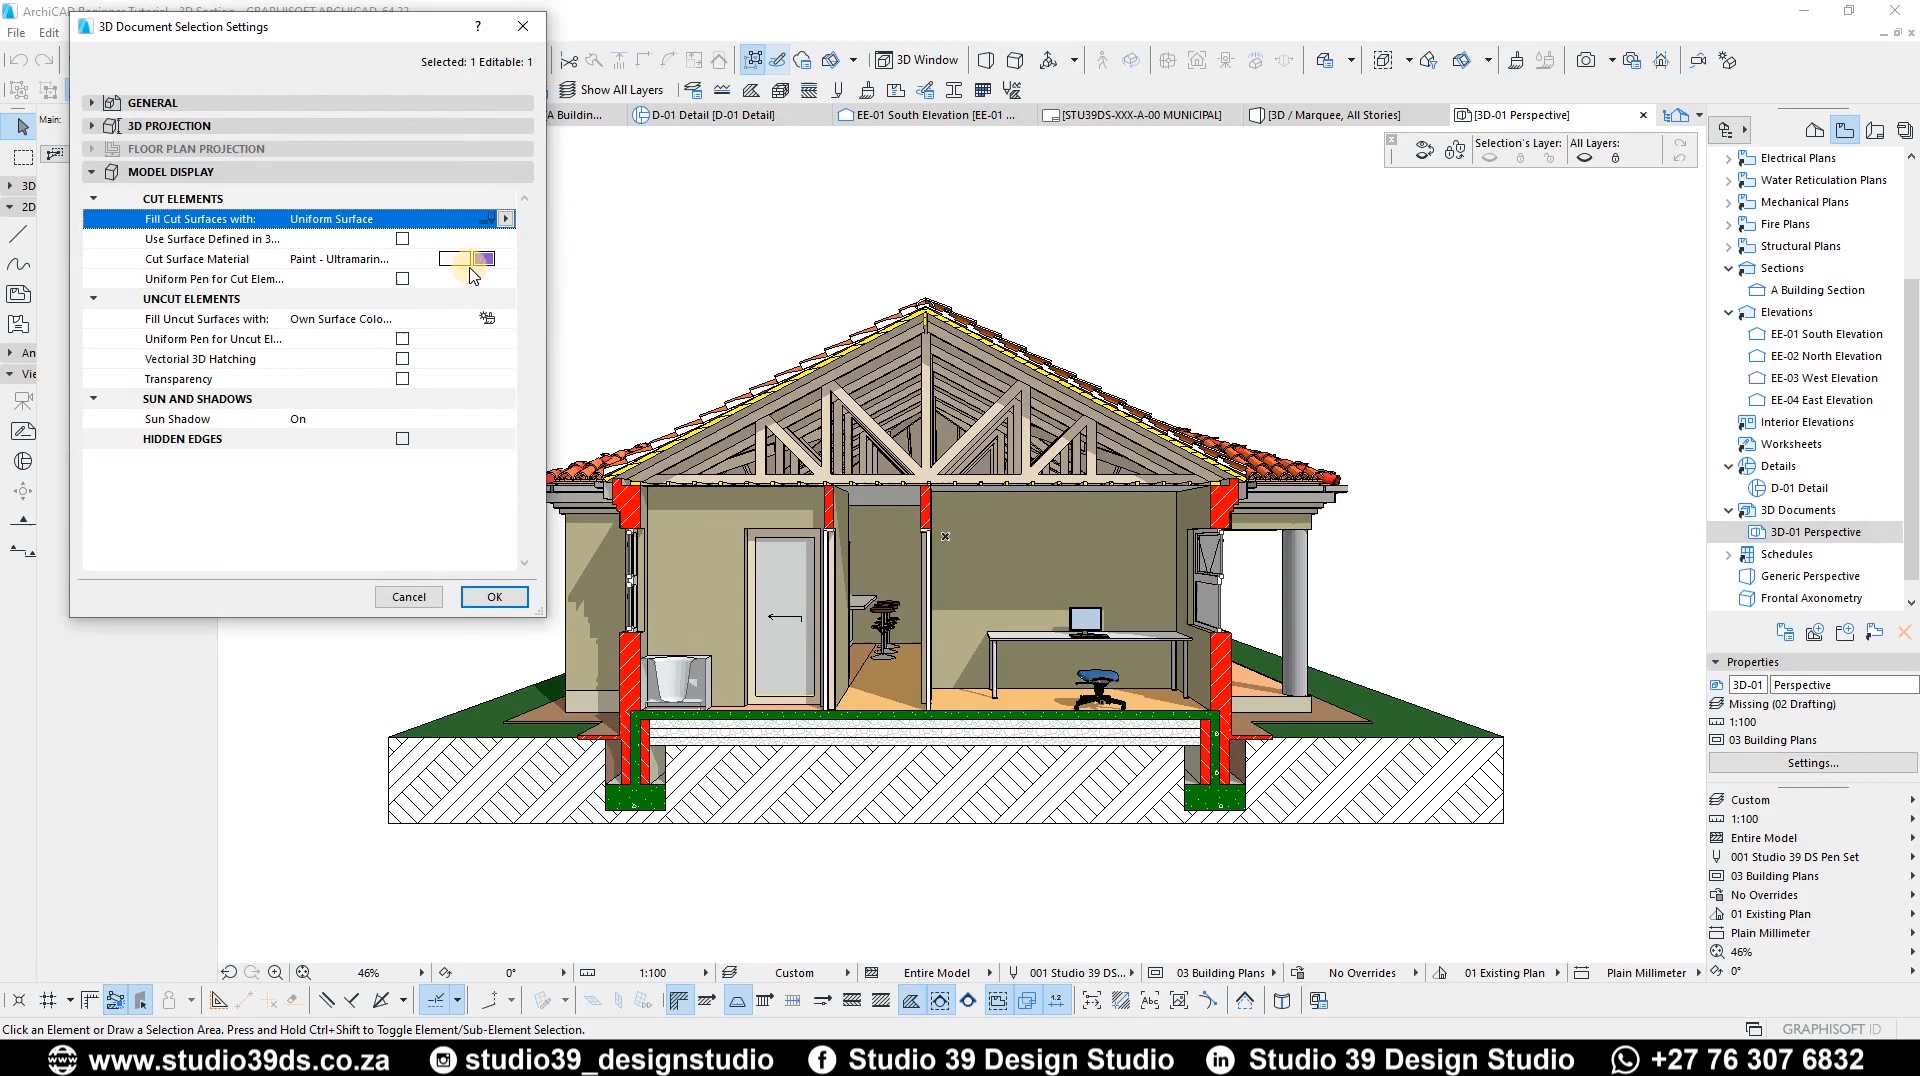 ArchiCAD Beginner Tutorial
File Edit
3D Document Selection Settings
?
Selected: 1 Editable: 1
GENERAL
3D PROJECTION
FLOOR PLAN PROJECTION
MODEL DISPLAY
CUT ELEMENTS
Fill Cut Surfaces with: Uniform Surface
Use Surface Defined in 3...
Cut Surface Material Paint - Ultramarin...
Uniform Pen for Cut Elem...
UNCUT ELEMENTS
Fill Uncut Surfaces with: Own Surface Colo...
Uniform Pen for Uncut El...
Vectorial 3D Hatching
Transparency
SUN AND SHADOWS
Sun Shadow On
HIDDEN EDGES
Cancel OK
Main:
3D
2D
An
Vie
3D Window
Show All Layers
A Buildin... D-01 Detail [D-01 Detail] EE-01 South Elevation [EE-01 ... [STU39DS-XXX-A-00 MUNICIPAL] [3D / Marquee, All Stories] [3D-01 Perspective]
Selection's Layer: All Layers:
Electrical Plans
Water Reticulation Plans
Mechanical Plans
Fire Plans
Structural Plans
Sections
A Building Section
Elevations
EE-01 South Elevation
EE-02 North Elevation
EE-03 West Elevation
EE-04 East Elevation
Interior Elevations
Worksheets
Details
D-01 Detail
3D Documents
3D-01 Perspective
Schedules
Generic Perspective
Frontal Axonometry
Properties
3D-01 Perspective
Missing (02 Drafting)
1:100
03 Building Plans
Settings...
Custom
1:100
Entire Model
001 Studio 39 DS Pen Set
03 Building Plans
No Overrides
01 Existing Plan
Plain Millimeter
46%
0°
46% 0° 1:100 Custom Entire Model 001 Studio 39 DS... 03 Building Plans No Overrides 01 Existing Plan Plain Millimeter
1.2
Abc
Click an Element or Draw a Selection Area. Press and Hold Ctrl+Shift to Toggle Element/Sub-Element Selection.
GRAPHISOFT ID
www.studio39ds.co.za studio39_designstudio Studio 39 Design Studio Studio 39 Design Studio +27 76 307 6832